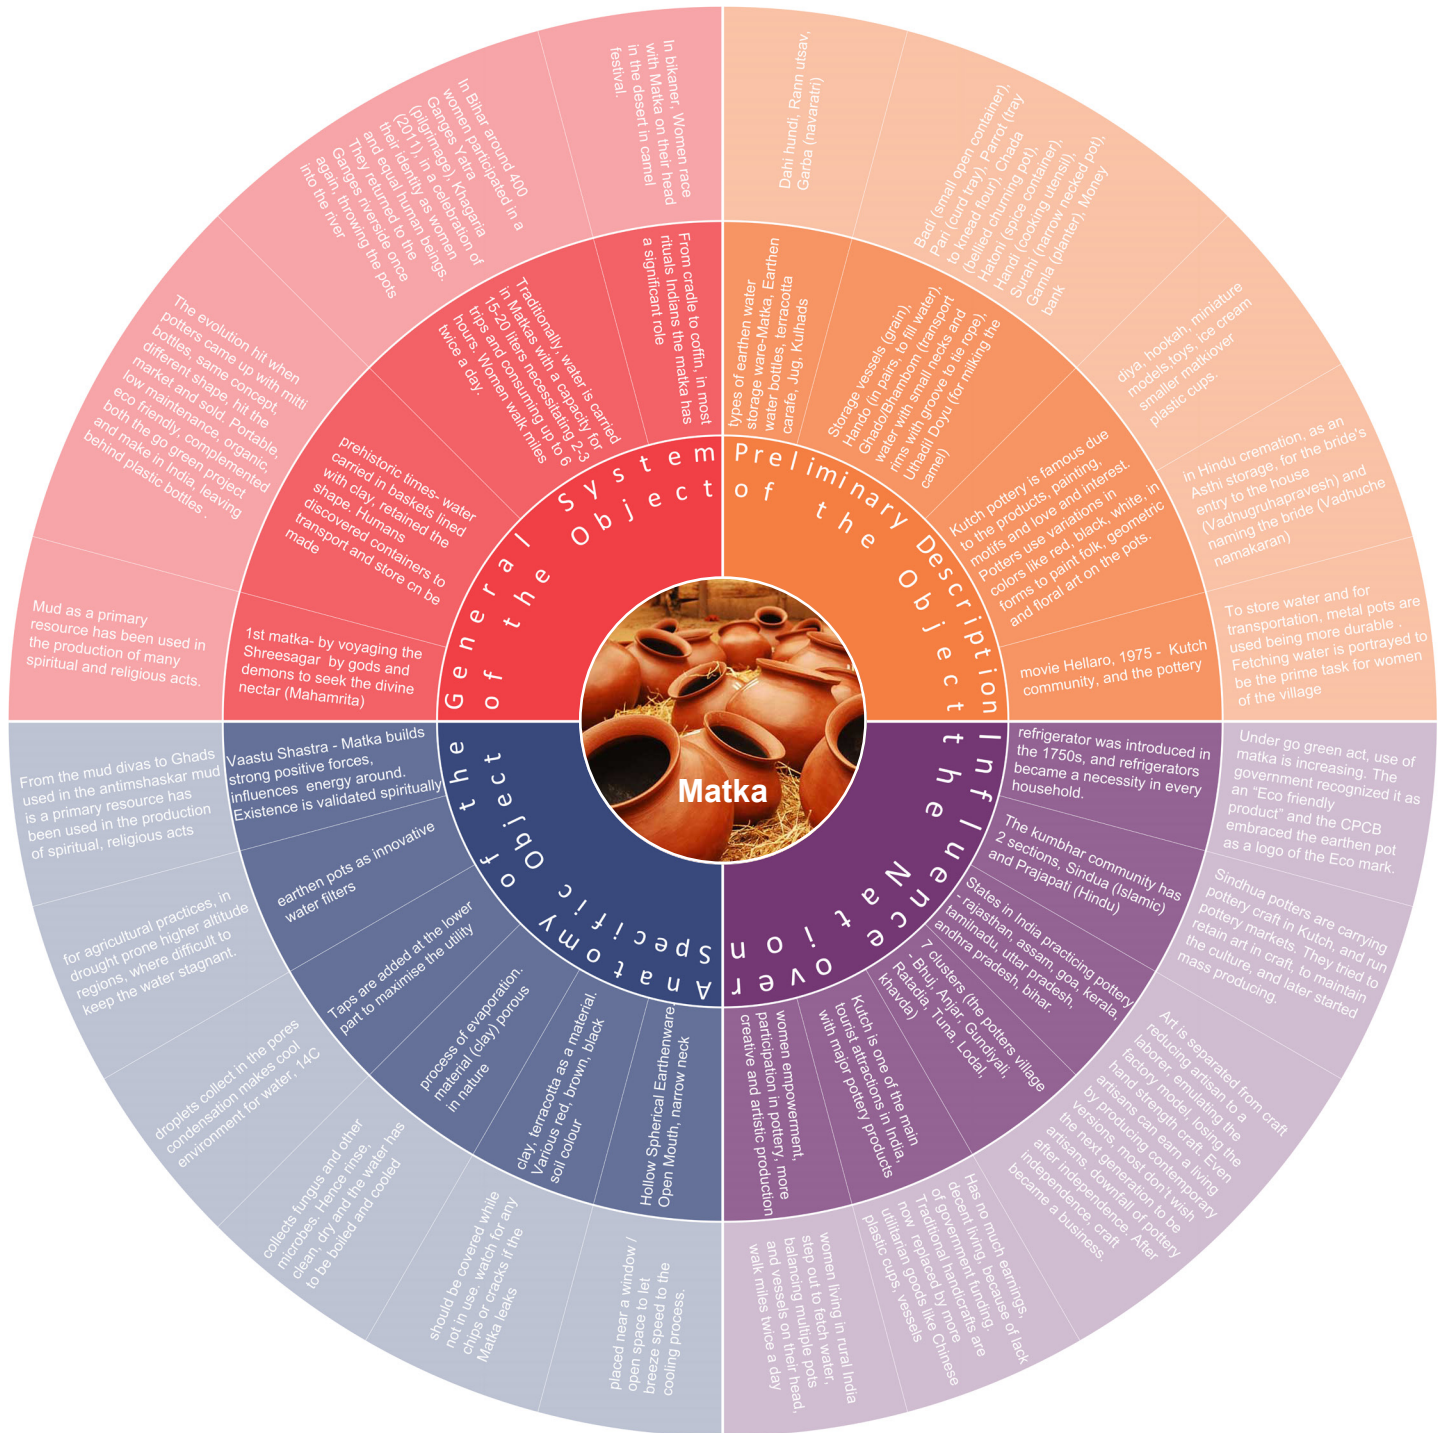 Matka
General System
of the Object
From cradle to coffin, in most
rituals Indians the matka has
a significant role
Traditionally, water is carried
in Matkas with a capacity for
15-20 liters necessitating 2-3
trips and consuming up to 6
hours. Women walk miles
twice a day.
prehistoric times- water
carried in baskets lined
with clay, retained the
shape. Humans
discovered containers to
transport and store cn be
made
1st matka- by voyaging the
Shreesagar by gods and
demons to seek the divine
nectar (Mahamrita)
In bikaner, Women race
with Matka on their head
in the desert in camel
festival.
In Bihar around 400
women participated in a
Ganges Yatra
(pilgrimage), Khagaria
(2011), in a celebration of
their identity as women
and equal human beings.
They returned to the
Ganges riverside once
again, throwing the pots
into the river
The evolution hit when
potters came up with mitti
bottles, same concept,
different shape, hit the
market and sold. Portable,
low maintenance, organic,
eco friendly, complemented
both the go green project
and make in India, leaving
behind plastic bottles .
Mud as a primary
resource has been used in
the production of many
spiritual and religious acts.
Preliminary Description
of the Object
types of earthen water
storage ware-Matka, Earthen
water bottles, terracotta
carafe, Jug, Kulhads
Storage vessels (grain),
Hando (in pairs- to fill water),
Ghado/Bhambom (transport
water with small necks and
rims with groove to tie rope),
Uthadil Doyu (for milking the
camel)
Kutch pottery is famous due
to the products, painting,
motifs and love and interest.
Potters use variations in
colors like red, black, white, in
forms to paint folk, geometric
and floral art on the pots.
movie Hellaro, 1975 - Kutch
community, and the pottery
Dahi hundi, Rann utsav,
Garba (navaratri)
Badi (small open container),
Pari (curd tray), Parrot (tray
to knead flour), Chada
(bellied churning pot),
Hatoni (spice container),
Handi (cooking utensil),
Surahi (narrow necked pot),
Gamla (planter). Money
bank
diya, hookah, miniature
models,toys, ice cream
smaller matkiover
plastic cups.
in Hindu cremation, as an
Asthi storage, for the bride's
entry to the house
(Vadhugruhapravesh) and
naming the bride (Vadhuche
namakaran)
To store water and for
transportation, metal pots are
used being more durable .
Fetching water is portrayed to
be the prime task for women
of the village
Influence over
the Nation
refrigerator was introduced in
the 1750s, and refrigerators
became a necessity in every
household.
The kumbhar community has
2 sections, Sindua (Islamic)
and Prajapati (Hindu)
States in India practicing pottery
- rajasthan, assam, goa, kerala,
tamilnadu, uttar pradesh,
andhra pradesh, bihar.
7 clusters (the potters village
- Bhuj, Anjar, Gundiyali,
Ratadia , Tuna, Lodai,
khavda)
Kutch is one of the main
tourist attractions in India,
with major pottery products
women empowerment,
participation in pottery, more
creative and artistic production
Under go green act, use of
matka is increasing. The
government recognized it as
an “Eco friendly
product” and the CPCB
embraced the earthen pot
as a logo of the Eco mark.
Sindhua potters are carrying
pottery craft in Kutch, and run
pottery markets. They tried to
retain art craft, to maintain
the culture, and later started
mass producing.
Art is separated from craft
reducing artisan to a
laborer, emulating the
factory model, losing the
hand strength craft. Even
artisans can earn a living
by producing contemporary
versions, most don't wish
the next generation to be
artisans. downfall of pottery
after independence. After
independence, craft
became a business.
Has no much earnings,
decent living, because of lack
of government funding.
Traditional handicrafts are
now replaced by more
utilitarian goods like Chinese
plastic cups, vessels
women living in rural India
step out to fetch water,
balancing multiple pots
and vessels on their head,
walk miles twice a day
Anatomy of the
Specific Object
Vaastu Shastra - Matka builds
strong positive forces,
influences energy around.
Existence is validated spiritually
earthen pots as innovative
water filters
Taps are added at the lower
part to maximise the utility
process of evaporation.
material (clay) porous
in nature
clay, terracotta as a material.
Various red, brown, black
soil colour
Hollow Spherical Earthenware,
Open Mouth, narrow neck
From the mud divas to Ghads
used in the antimshaskar mud
is a primary resource has
been used in the production
of spiritual, religious acts
for agricultural practices, in
drought prone higher altitude
regions, where difficult to
keep the water stagnant.
droplets collect in the pores
condensation makes cool
environment for water, 14C
collects fungus and other
microbes. Hence rinse,
clean, dry and the water has
to be boiled and cooled
should be covered while
not in use, watch for any
chips or cracks if the
Matka leaks
placed near a window /
open space to let
breeze speed to the
cooling process.